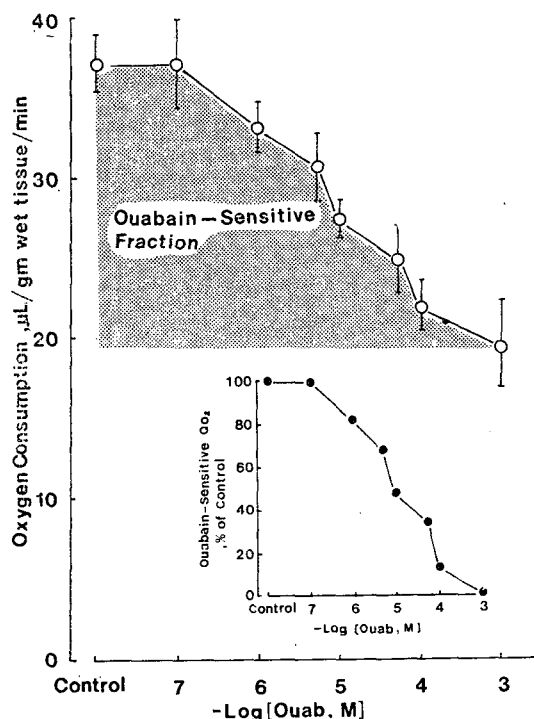 40
30
20
10
0
Oxygen Consumption ,µL/gm wet tissue/min
Ouabain-Sensitive
Fraction
100
80
60
40
20
0
Ouabain-Sensitive QO₂
,% of Control
Control 7 6 5 4 3
-Log [Ouab, M]
Control 7 6 5 4 3
-Log[Ouab, M]